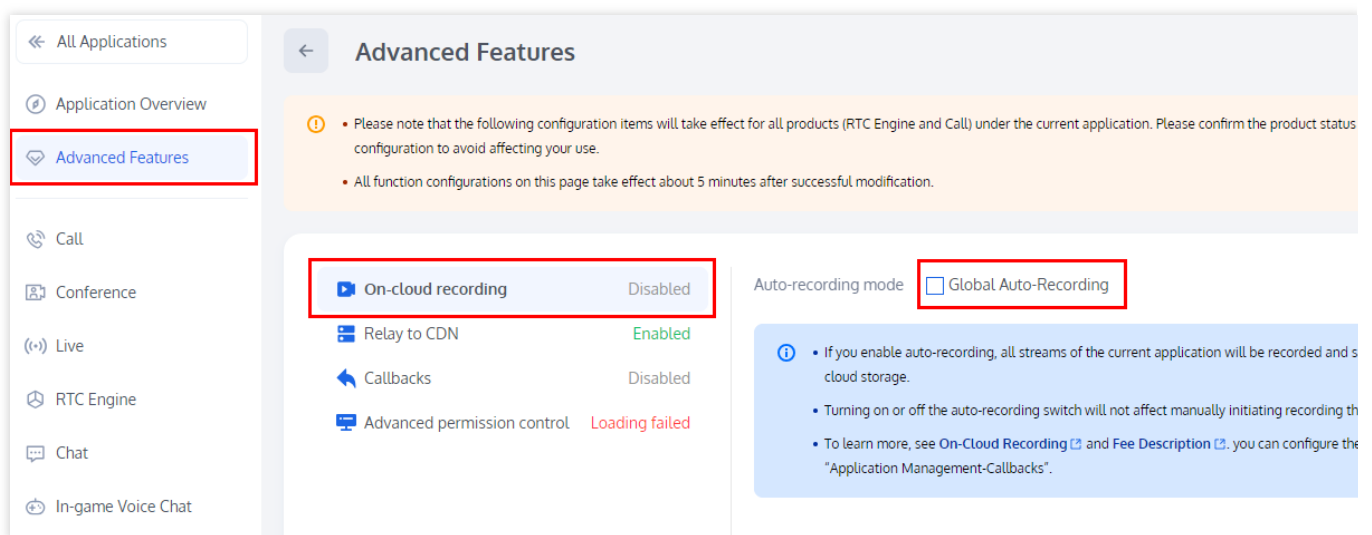 All Applications
Advanced Features
Application Overview
Advanced Features
Call
Conference
Live
RTC Engine
Chat
In-game Voice Chat
• Please note that the following configuration items will take effect for all products (RTC Engine and Call) under the current application. Please confirm the product status
configuration to avoid affecting your use.
• All function configurations on this page take effect about 5 minutes after successful modification.
On-cloud recording Disabled
Relay to CDN Enabled
Callbacks Disabled
Advanced permission control Loading failed
Auto-recording mode Global Auto-Recording
• If you enable auto-recording, all streams of the current application will be recorded and s
cloud storage.
• Turning on or off the auto-recording switch will not affect manually initiating recording th
• To learn more, see On-Cloud Recording and Fee Description . you can configure the
"Application Management-Callbacks".